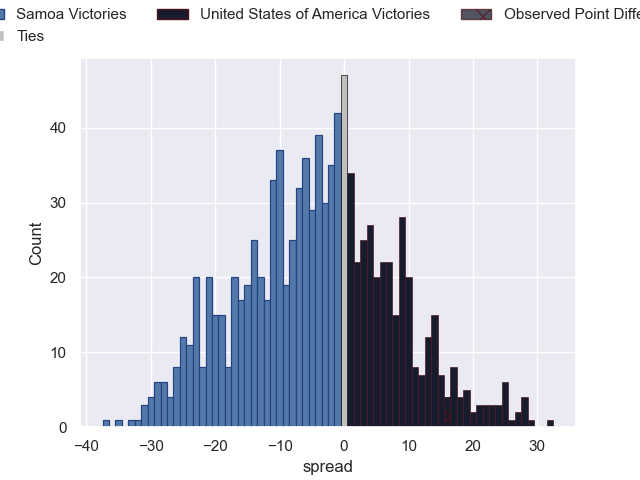 Samoa Victories United States of America Victories Observed Point Diffe
Ties
40
30
20
10
0
Count
−40 −30 −20 −10 0 10 20 30
spread